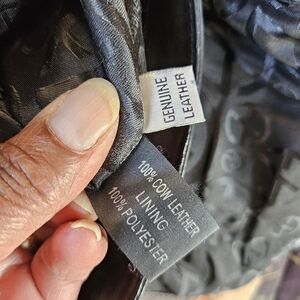 GENUINE
LEATHER
100% COW LEATHER
LINING
100% POLYESTER